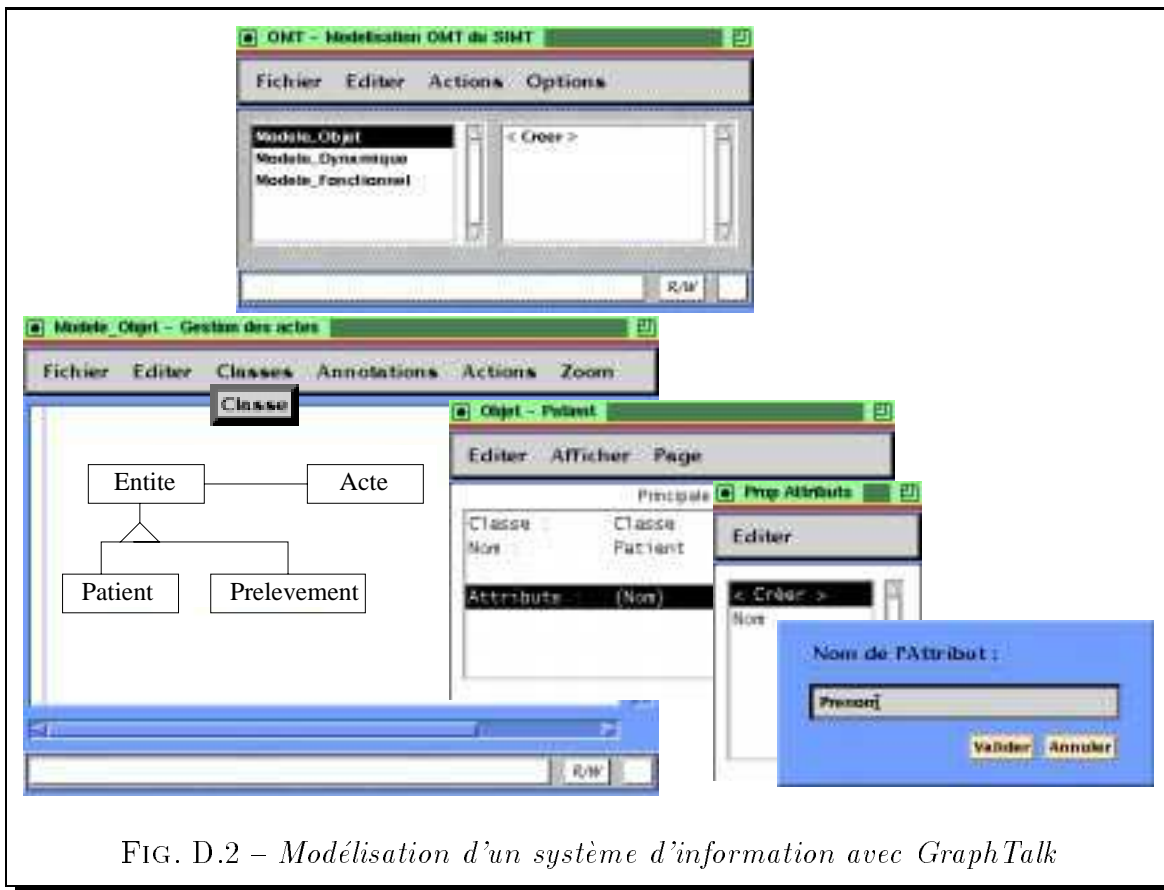 OMT - Modelisation OMT du SIMT
Fichier Editer Actions Options
Modele_Objet
Modele_Dynamique
Modele_Fonctionnel
< Creer >
R/W
Modele_Objet - Gestion des actes
Fichier Editer Classes Annotations Actions Zoom
Classe
Entite
Acte
Patient
Prelevement
R/W
Objet - Patient
Editer Afficher Page
Principale
Classe : Classe
Nom : Patient
Attributs : (Nom)
Prop Attributs
Editer
< Créer >
Nom
Nom de l'Attribut :
Prenom
Valider Annuler
FIG. D.2 – Modélisation d'un système d'information avec GraphTalk